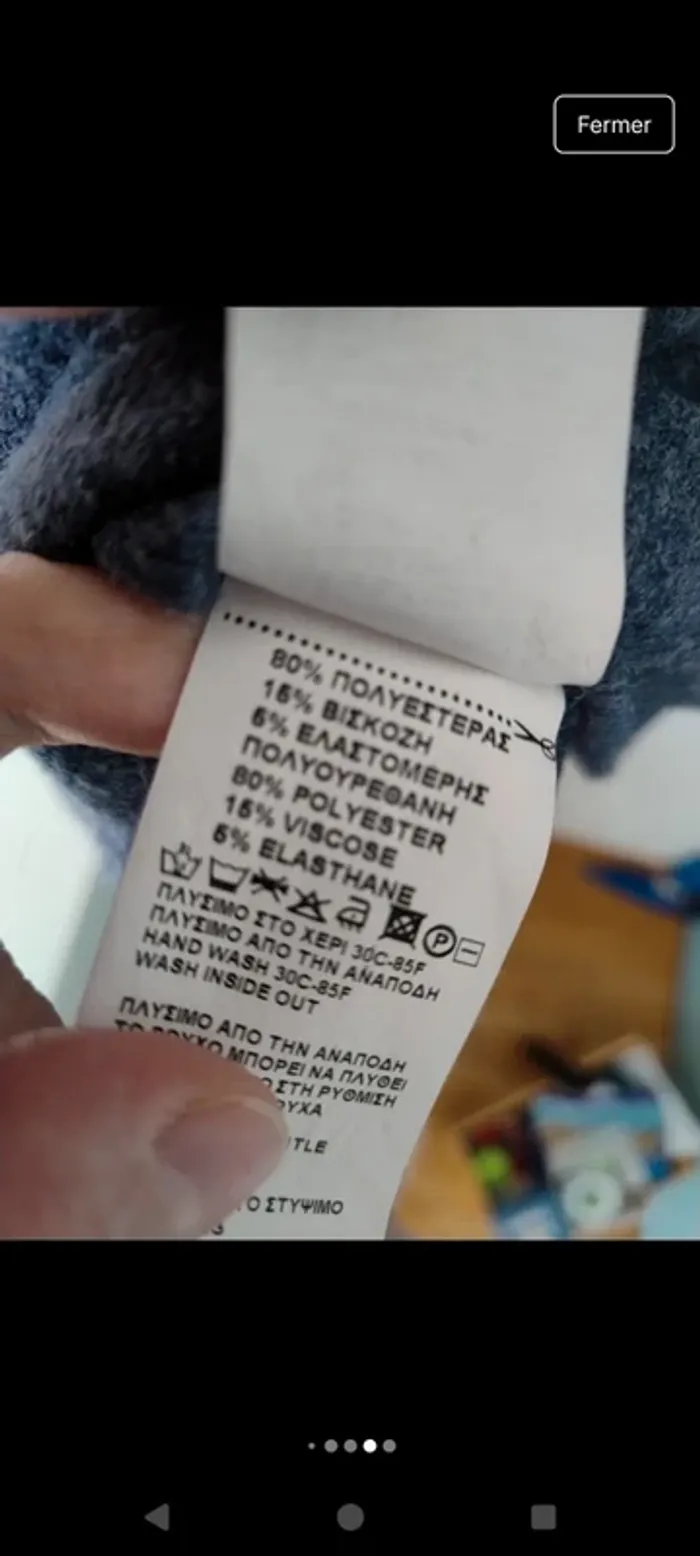 Fermer
80% ΠΟΛΥΕΣΤΕΡΑΣ
15% ΒΙΣΚΟΖΗ
5% ΕΛΑΣΤΟΜΕΡΗΣ
ΠΟΛΥΟΥΡΕΘΑΝΗ
80% POLYESTER
15% VISCOSE
5% ELASTHANE
P
ΠΛΥΣΙΜΟ ΣΤΟ ΧΕΡΙ 30C-85F
ΠΛΥΣΙΜΟ ΑΠΟ ΤΗΝ ΑΝΑΠΟΔΗ
HAND WASH 30C-85F
WASH INSIDE OUT
ΠΛΥΣΙΜΟ ΑΠΟ ΤΗΝ ΑΝΑΠΟΔΗ
ΜΠΟΡΕΙ ΝΑ ΠΛΥΘΕΙ
ΣΤΗ ΡΥΘΜΙΣΗ
ΣΤΥΨΙΜΟ